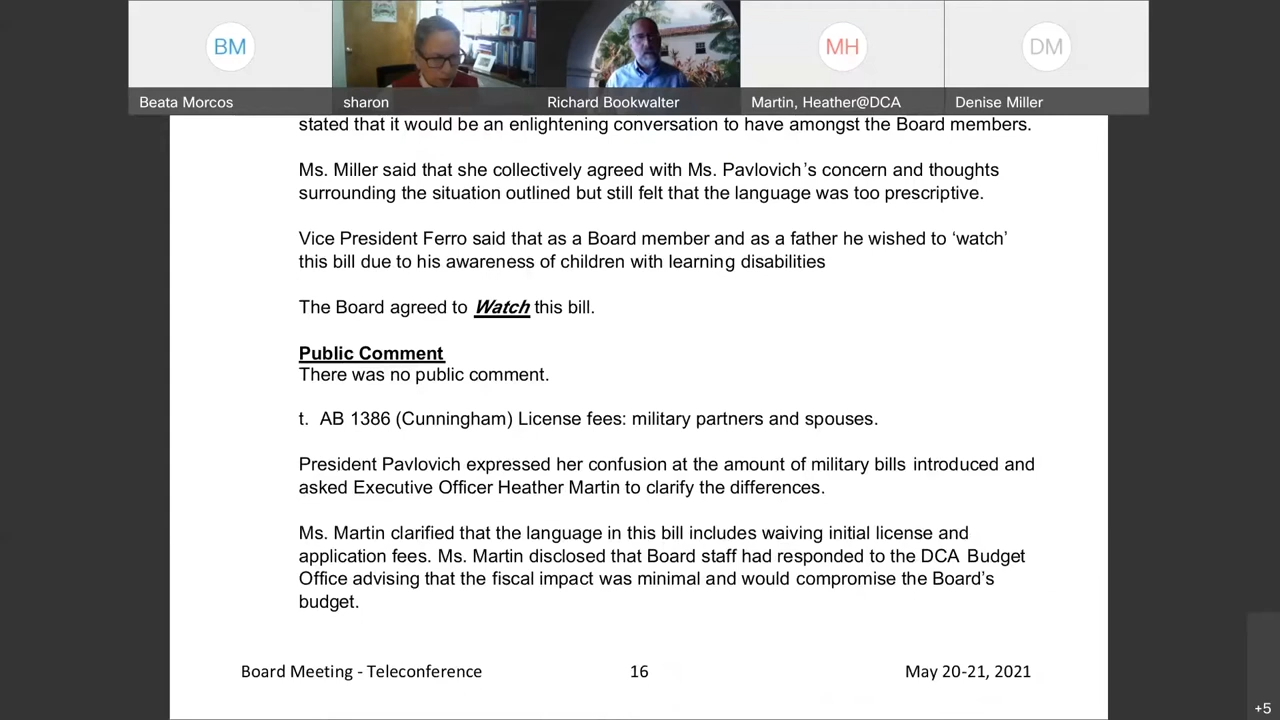 BM
MH
DM
Beata Morcos
sharon
Richard Bookwalter
Martin, Heather@DCA
Denise Miller
stated that it would be an enlightening conversation to have amongst the Board members.
Ms. Miller said that she collectively agreed with Ms. Pavlovich's concern and thoughts
surrounding the situation outlined but still felt that the language was too prescriptive.
Vice President Ferro said that as a Board member and as a father he wished to ‘watch’
this bill due to his awareness of children with learning disabilities
The Board agreed to Watch this bill.
Public Comment
There was no public comment.
t. AB 1386 (Cunningham) License fees: military partners and spouses.
President Pavlovich expressed her confusion at the amount of military bills introduced and
asked Executive Officer Heather Martin to clarify the differences.
Ms. Martin clarified that the language in this bill includes waiving initial license and
application fees. Ms. Martin disclosed that Board staff had responded to the DCA Budget
Office advising that the fiscal impact was minimal and would compromise the Board's
budget.
Board Meeting - Teleconference
16
May 20-21, 2021
+5